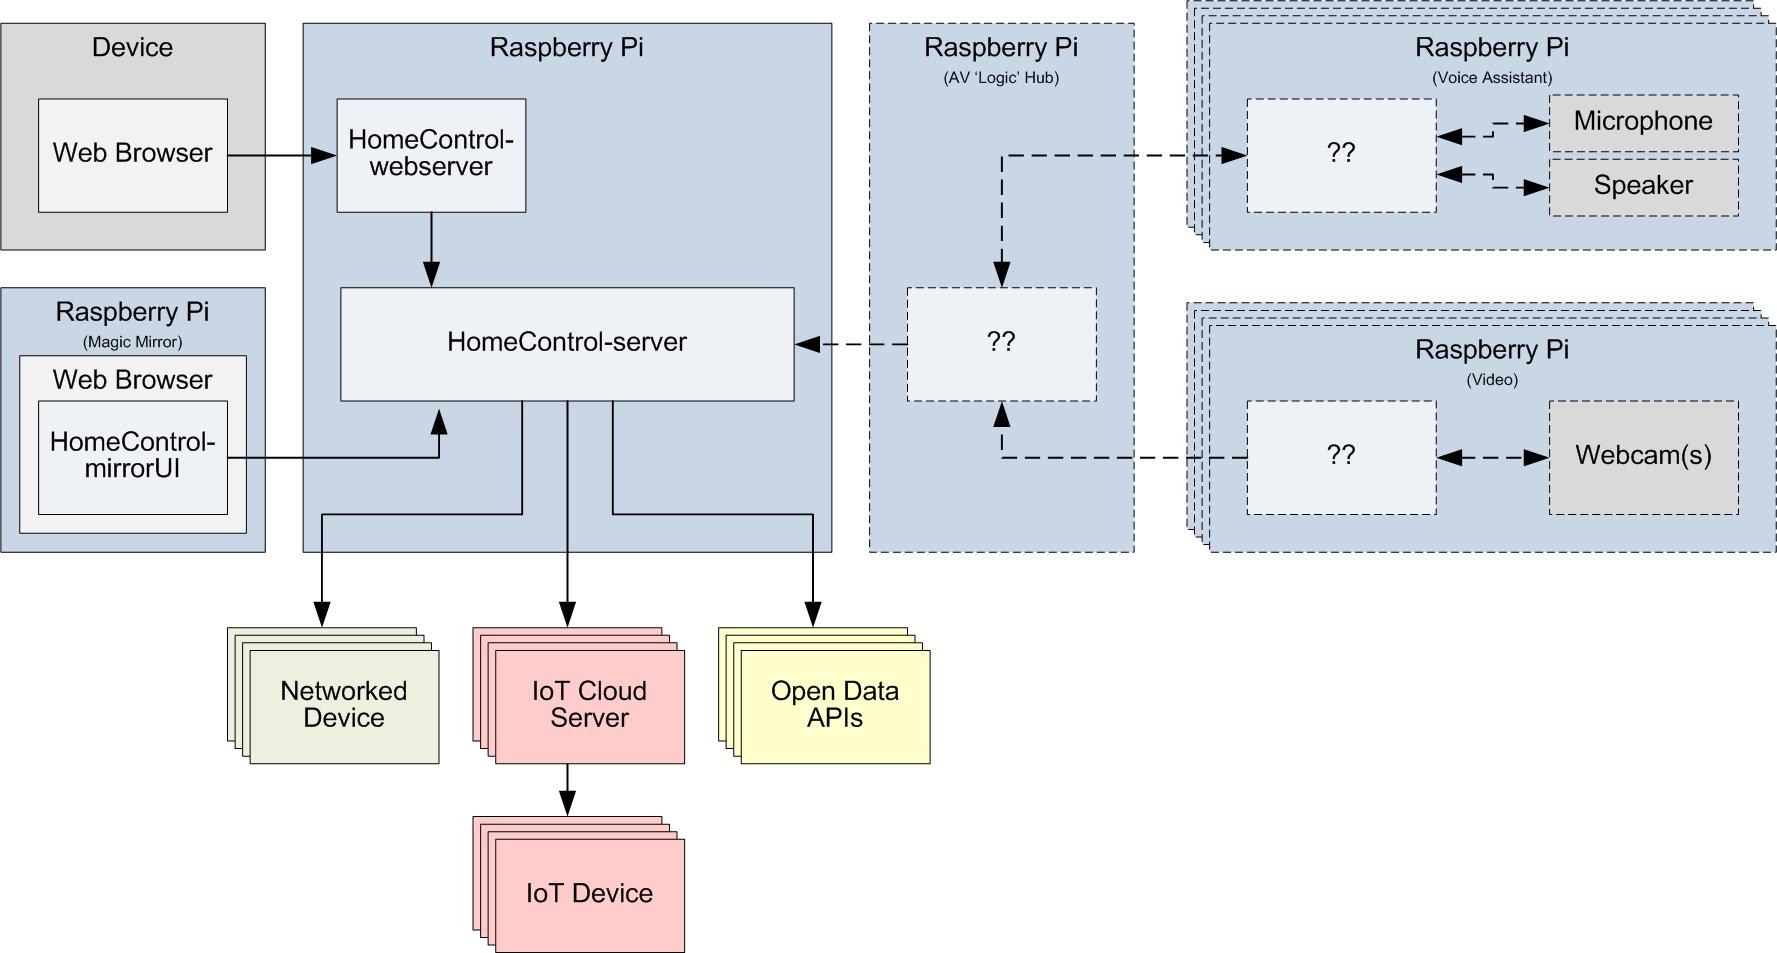 Device
Web Browser
Raspberry Pi
HomeControl-
webserver
HomeControl-server
Raspberry Pi
(Magic Mirror)
Web Browser
HomeControl-
mirrorUI
Raspberry Pi
(AV ‘Logic’ Hub)
??
Raspberry Pi
(Voice Assistant)
??
Microphone
Speaker
Raspberry Pi
(Video)
??
Webcam(s)
Networked
Device
IoT Cloud
Server
Open Data
APIs
IoT Device